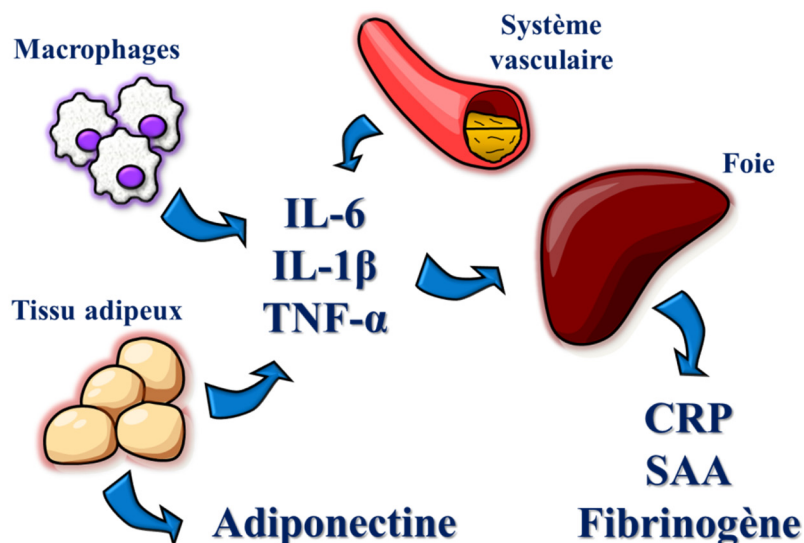 Macrophages
Système
vasculaire
Foie
IL-6
IL-1β
TNF-α
Tissu adipeux
CRP
SAA
Fibrinogène
Adiponectine